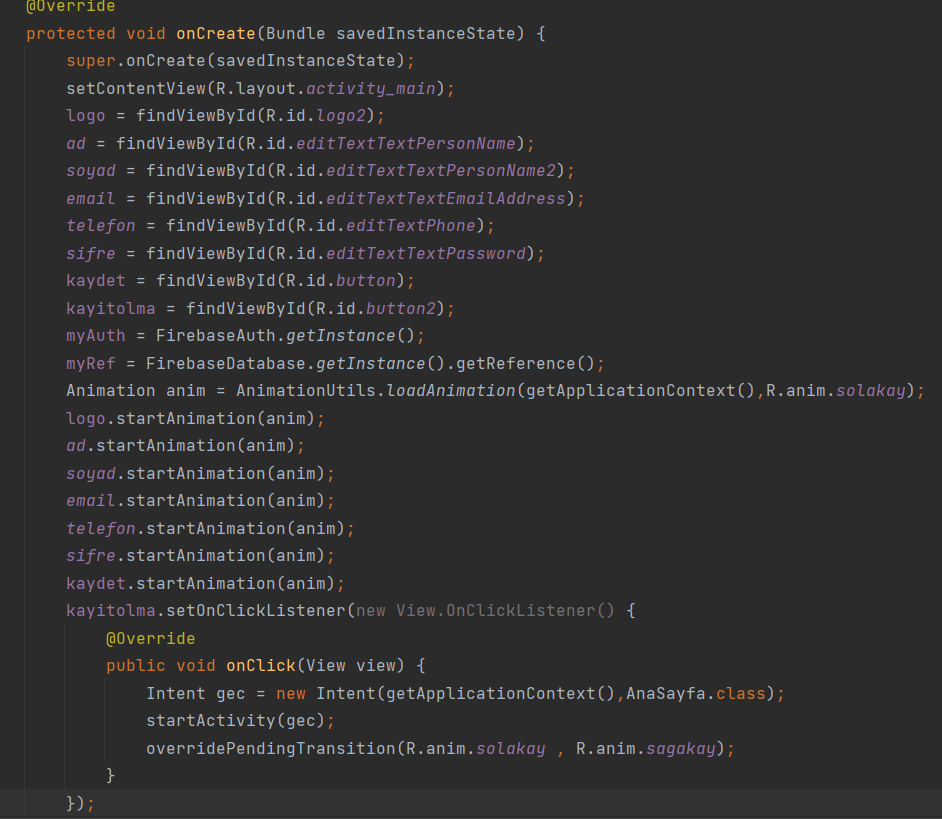 @Override
protected void onCreate(Bundle savedInstanceState) {
    super.onCreate(savedInstanceState);
    setContentView(R.layout.activity_main);
    logo = findViewById(R.id.logo2);
    ad = findViewById(R.id.editTextTextPersonName);
    soyad = findViewById(R.id.editTextTextPersonName2);
    email = findViewById(R.id.editTextTextEmailAddress);
    telefon = findViewById(R.id.editTextPhone);
    sifre = findViewById(R.id.editTextTextPassword);
    kaydet = findViewById(R.id.button);
    kayitolma = findViewById(R.id.button2);
    myAuth = FirebaseAuth.getInstance();
    myRef = FirebaseDatabase.getInstance().getReference();
    Animation anim = AnimationUtils.loadAnimation(getApplicationContext(),R.anim.solakay);
    logo.startAnimation(anim);
    ad.startAnimation(anim);
    soyad.startAnimation(anim);
    email.startAnimation(anim);
    telefon.startAnimation(anim);
    sifre.startAnimation(anim);
    kaydet.startAnimation(anim);
    kayitolma.setOnClickListener(new View.OnClickListener() {
        @Override
        public void onClick(View view) {
            Intent gec = new Intent(getApplicationContext(),AnaSayfa.class);
            startActivity(gec);
            overridePendingTransition(R.anim.solakay , R.anim.sagakay);
        }
    });